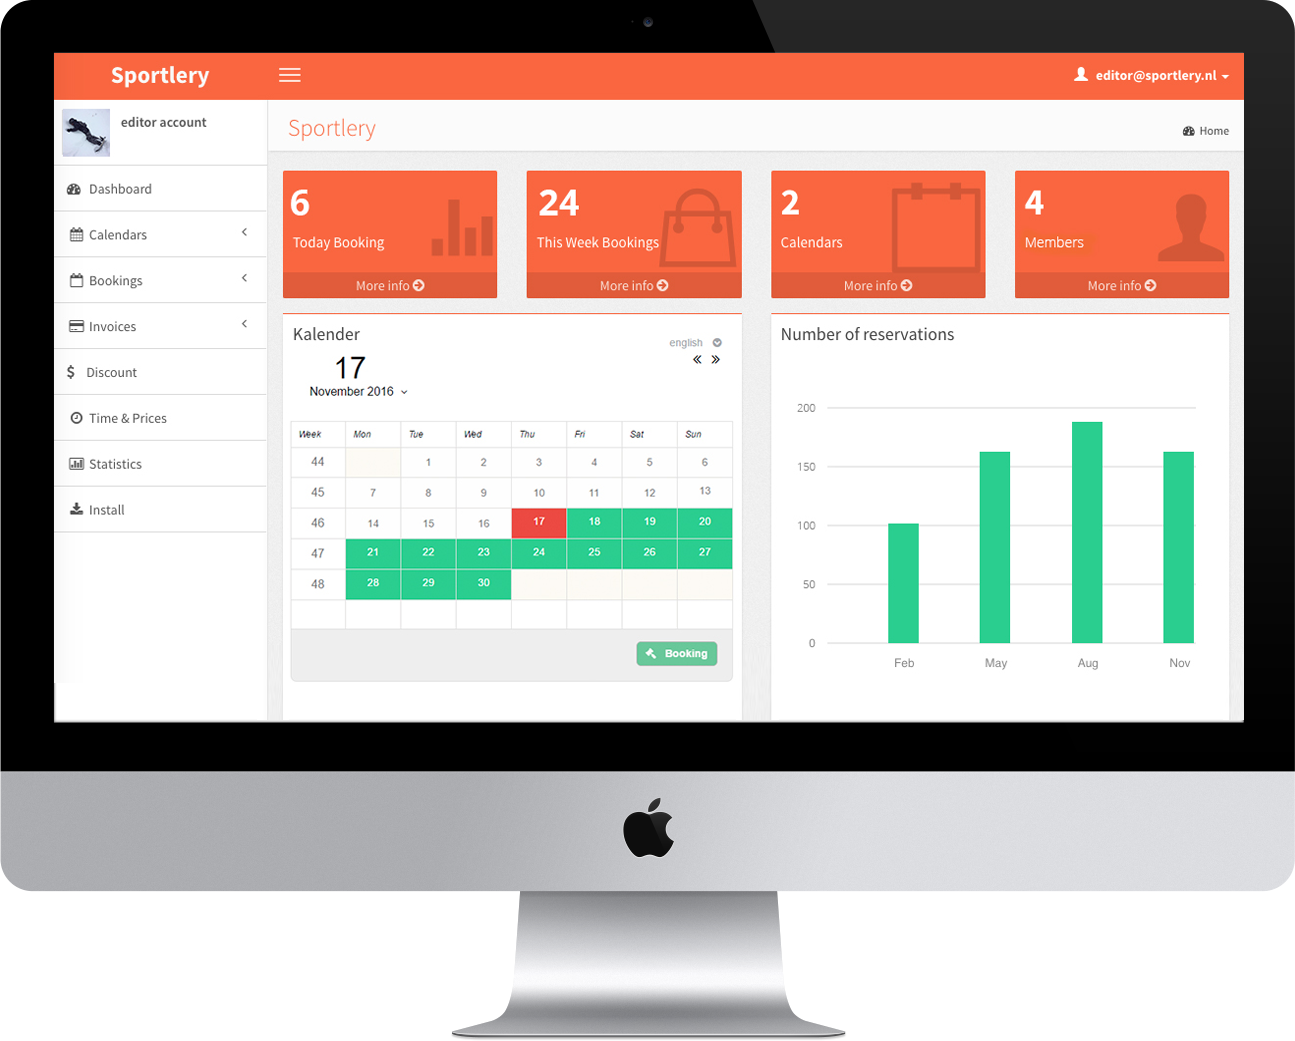 Sportlery
editor@sportlery.nl
editor account
Sportlery
Home
Dashboard
Calendars
Bookings
Invoices
Discount
Time & Prices
Statistics
Install
6
Today Booking
More info
24
This Week Bookings
More info
2
Calendars
More info
4
Members
More info
Kalender
english
17
November 2016
Week Mon Tue Wed Thu Fri Sat Sun
44 1 2 3 4 5 6
45 7 8 9 10 11 12 13
46 14 15 16 17 18 19 20
47 21 22 23 24 25 26 27
48 28 29 30
Booking
Number of reservations
200
150
100
50
0
Feb May Aug Nov